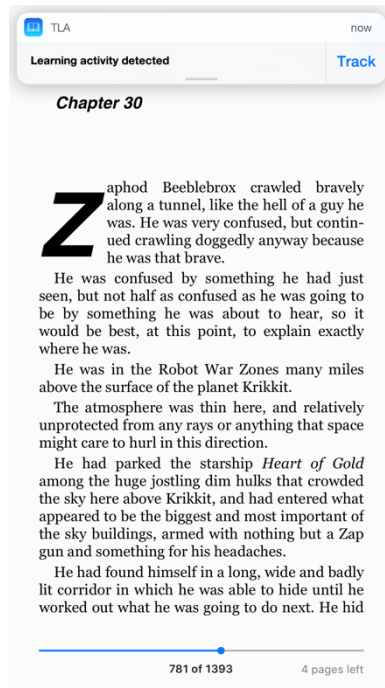 TLA
now
Learning activity detected
Track
Chapter 30
Zaphod Beeblebrox crawled bravely
along a tunnel, like the hell of a guy he
was. He was very confused, but contin-
ued crawling doggedly anyway because
he was that brave.
He was confused by something he had just
seen, but not half as confused as he was going to
be by something he was about to hear, so it
would be best, at this point, to explain exactly
where he was.
He was in the Robot War Zones many miles
above the surface of the planet Krikkit.
The atmosphere was thin here, and relatively
unprotected from any rays or anything that space
might care to hurl in this direction.
He had parked the starship Heart of Gold
among the huge jostling dim hulks that crowded
the sky here above Krikkit, and had entered what
appeared to be the biggest and most important of
the sky buildings, armed with nothing but a Zap
gun and something for his headaches.
He had found himself in a long, wide and badly
lit corridor in which he was able to hide until he
worked out what he was going to do next. He hid
781 of 1393
4 pages left